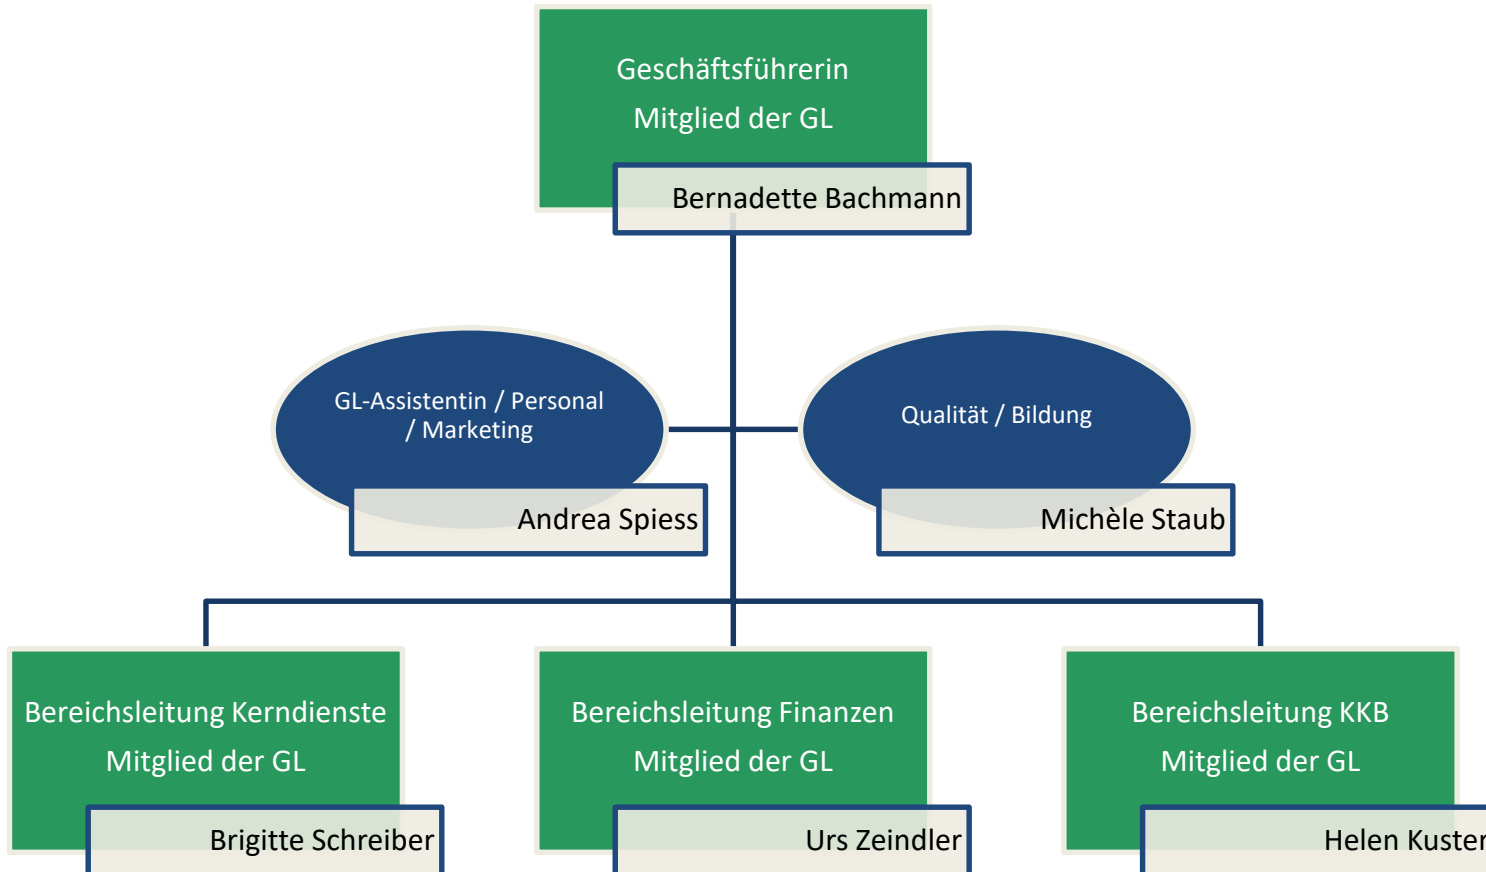 Geschäftsführerin
Mitglied der GL
Bernadette Bachmann
GL-Assistentin / Personal
/ Marketing
Andrea Spiess
Qualität / Bildung
Michèle Staub
Bereichsleitung Kerndienste
Mitglied der GL
Brigitte Schreiber
Bereichsleitung Finanzen
Mitglied der GL
Urs Zeindler
Bereichsleitung KKB
Mitglied der GL
Helen Kuster